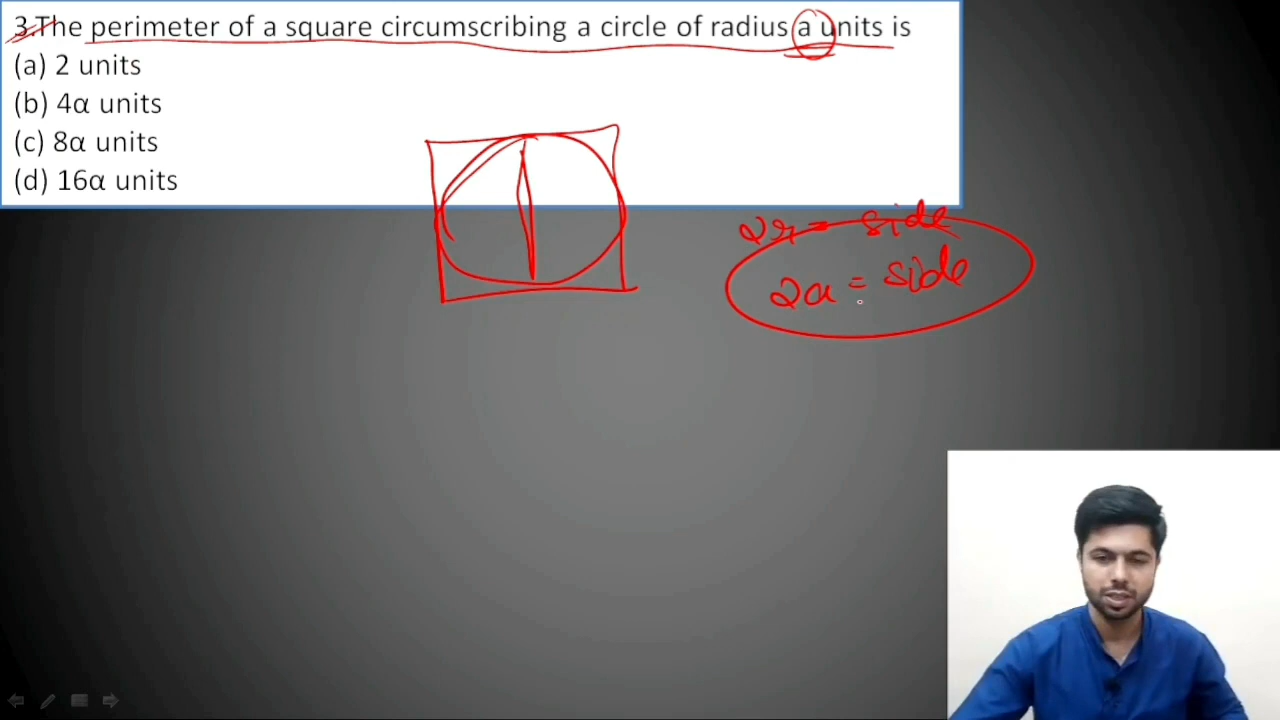 3.The perimeter of a square circumscribing a circle of radius a units is
(a) 2 units
(b) 4α units
(c) 8α units
(d) 16α units
2r = side
2a = side